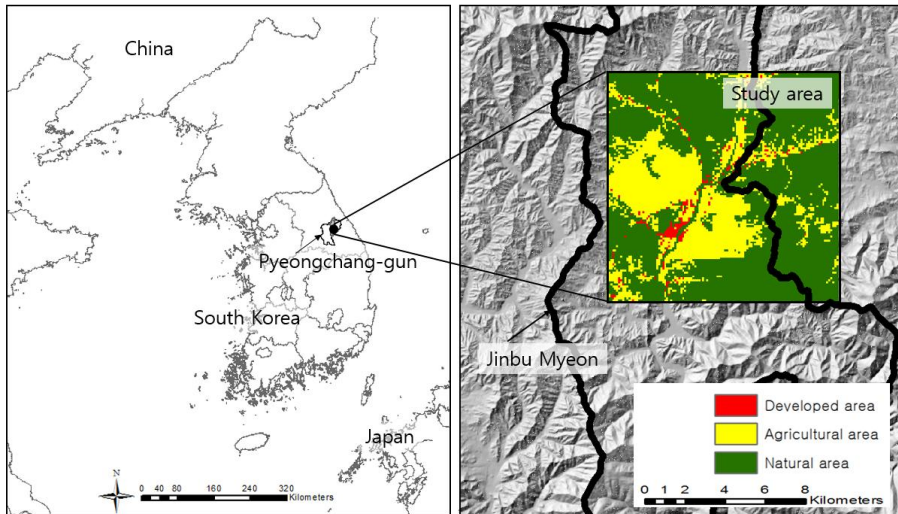 China
Pyeongchang-gun
South Korea
Japan
N
0 40 80 160 240 320
Kilometers
Study area
Jinbu Myeon
Developed area
Agricultural area
Natural area
0 1 2 4 6 8
Kilometers